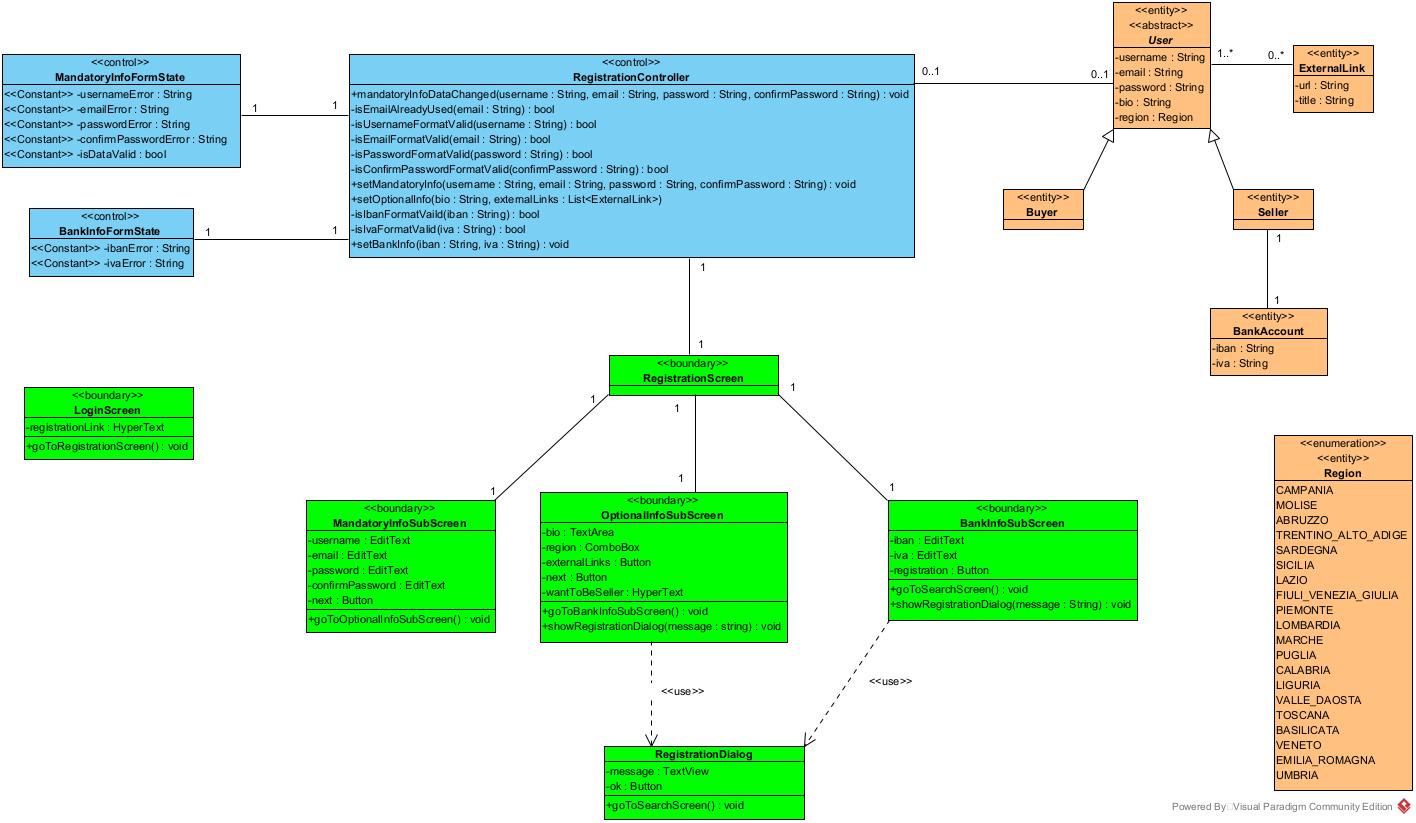 <<control>>
MandatoryInfoFormState
<<Constant>> -usernameError : String
<<Constant>> -emailError : String
<<Constant>> -passwordError : String
<<Constant>> -confirmPasswordError : String
<<Constant>> -isDataValid : bool
1
1
<<control>>
RegistrationController
+mandatoryInfoDataChanged(username : String, email : String, password : String, confirmPassword : String) : void
-isEmailAlreadyUsed(email : String) : bool
-isUsernameFormatValid(username : String) : bool
-isEmailFormatValid(email : String) : bool
-isPasswordFormatValid(password : String) : bool
-isConfirmPasswordFormatValid(confirmPassword : String) : bool
+setMandatoryInfo(username : String, email : String, password : String, confirmPassword : String) : void
+setOptionalInfo(bio : String, externalLinks : List<ExternalLink>)
-isIbanFormatVaild(iban : String) : bool
-isIvaFormatValid(iva : String) : bool
+setBankInfo(iban : String, iva : String) : void
0..1
0..1
<<entity>>
<<abstract>>
User
-username : String
-email : String
-password : String
-bio : String
-region : Region
1..*
0..*
<<entity>>
ExternalLink
-url : String
-title : String
<<control>>
BankInfoFormState
<<Constant>> -ibanError : String
<<Constant>> -ivaError : String
1
1
<<entity>>
Buyer
<<entity>>
Seller
1
1
<<entity>>
BankAccount
-iban : String
-iva : String
1
1
<<boundary>>
RegistrationScreen
1
1
1
<<boundary>>
LoginScreen
-registrationLink : HyperText
+goToRegistrationScreen() : void
1
1
1
<<boundary>>
MandatoryInfoSubScreen
-username : EditText
-email : EditText
-password : EditText
-confirmPassword : EditText
-next : Button
+goToOptionalInfoSubScreen() : void
<<boundary>>
OptionalInfoSubScreen
-bio : TextArea
-region : ComboBox
-externalLinks : Button
-next : Button
-wantToBeSeller : HyperText
+goToBankInfoSubScreen() : void
+showRegistrationDialog(message : string) : void
<<boundary>>
BankInfoSubScreen
-iban : EditText
-iva : EditText
-registration : Button
+goToSearchScreen() : void
+showRegistrationDialog(message : String) : void
<<use>>
<<use>>
RegistrationDialog
-message : TextView
-ok : Button
+goToSearchScreen() : void
<<enumeration>>
<<entity>>
Region
CAMPANIA
MOLISE
ABRUZZO
TRENTINO_ALTO_ADIGE
SARDEGNA
SICILIA
LAZIO
FIULI_VENEZIA_GIULIA
PIEMONTE
LOMBARDIA
MARCHE
PUGLIA
CALABRIA
LIGURIA
VALLE_DAOSTA
TOSCANA
BASILICATA
VENETO
EMILIA_ROMAGNA
UMBRIA
Powered By Visual Paradigm Community Edition